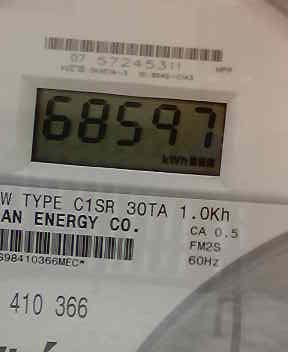 07 57245311
68597
kWh
W TYPE C1SR 30TA 1.0Kh
AN ENERGY CO.
CA 0.5
FM2S
60Hz
S98410366MEC*
410 366